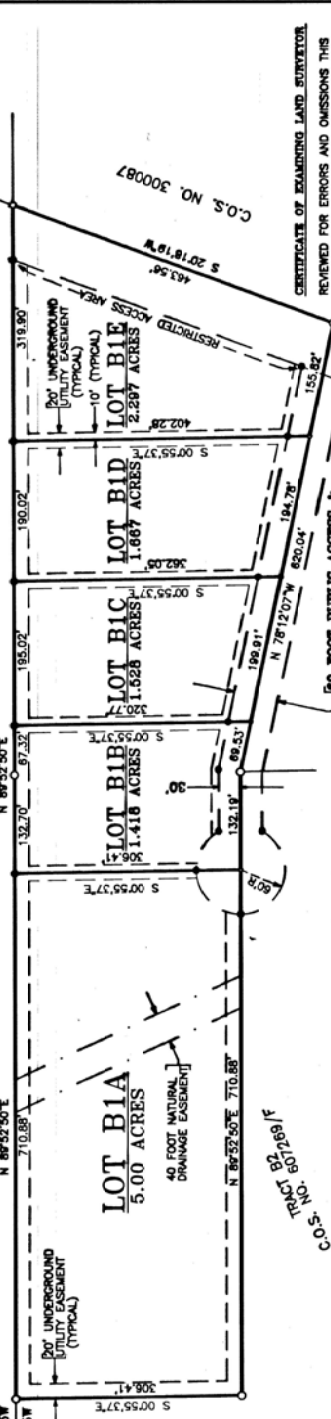 N 89°52'50"E
710.88'
132.70'
67.32'
N 89°52'50"E
195.02'
190.02'
319.90'
20' UNDERGROUND
UTILITY EASEMENT
(TYPICAL)
306.41'
S 00°55'37"E
LOT B1A
5.00 ACRES
40 FOOT NATURAL
DRAINAGE EASEMENT
N 89°52'50"E 710.88'
TRACT B2
C.O.S. NO. 607269/F
S 00°55'37"E
306.41'
LOT B1B
1.416 ACRES
30'
132.19'
60'R
69.53'
S 00°55'37"E
320.77'
LOT B1C
1.528 ACRES
199.91'
S 00°55'37"E
362.05'
LOT B1D
1.667 ACRES
194.78'
N 78°12'07"W
620.04'
S 00°55'37"E
402.28'
20' UNDERGROUND
UTILITY EASEMENT
(TYPICAL)
10' (TYPICAL)
LOT B1E
2.297 ACRES
155.82'
RESTRICTED ACCESS AREA
S 20°18'19"W
463.56'
C.O.S. NO. 300087
CERTIFICATE OF EXAMINING LAND SURVEYOR
REVIEWED FOR ERRORS AND OMISSIONS THIS